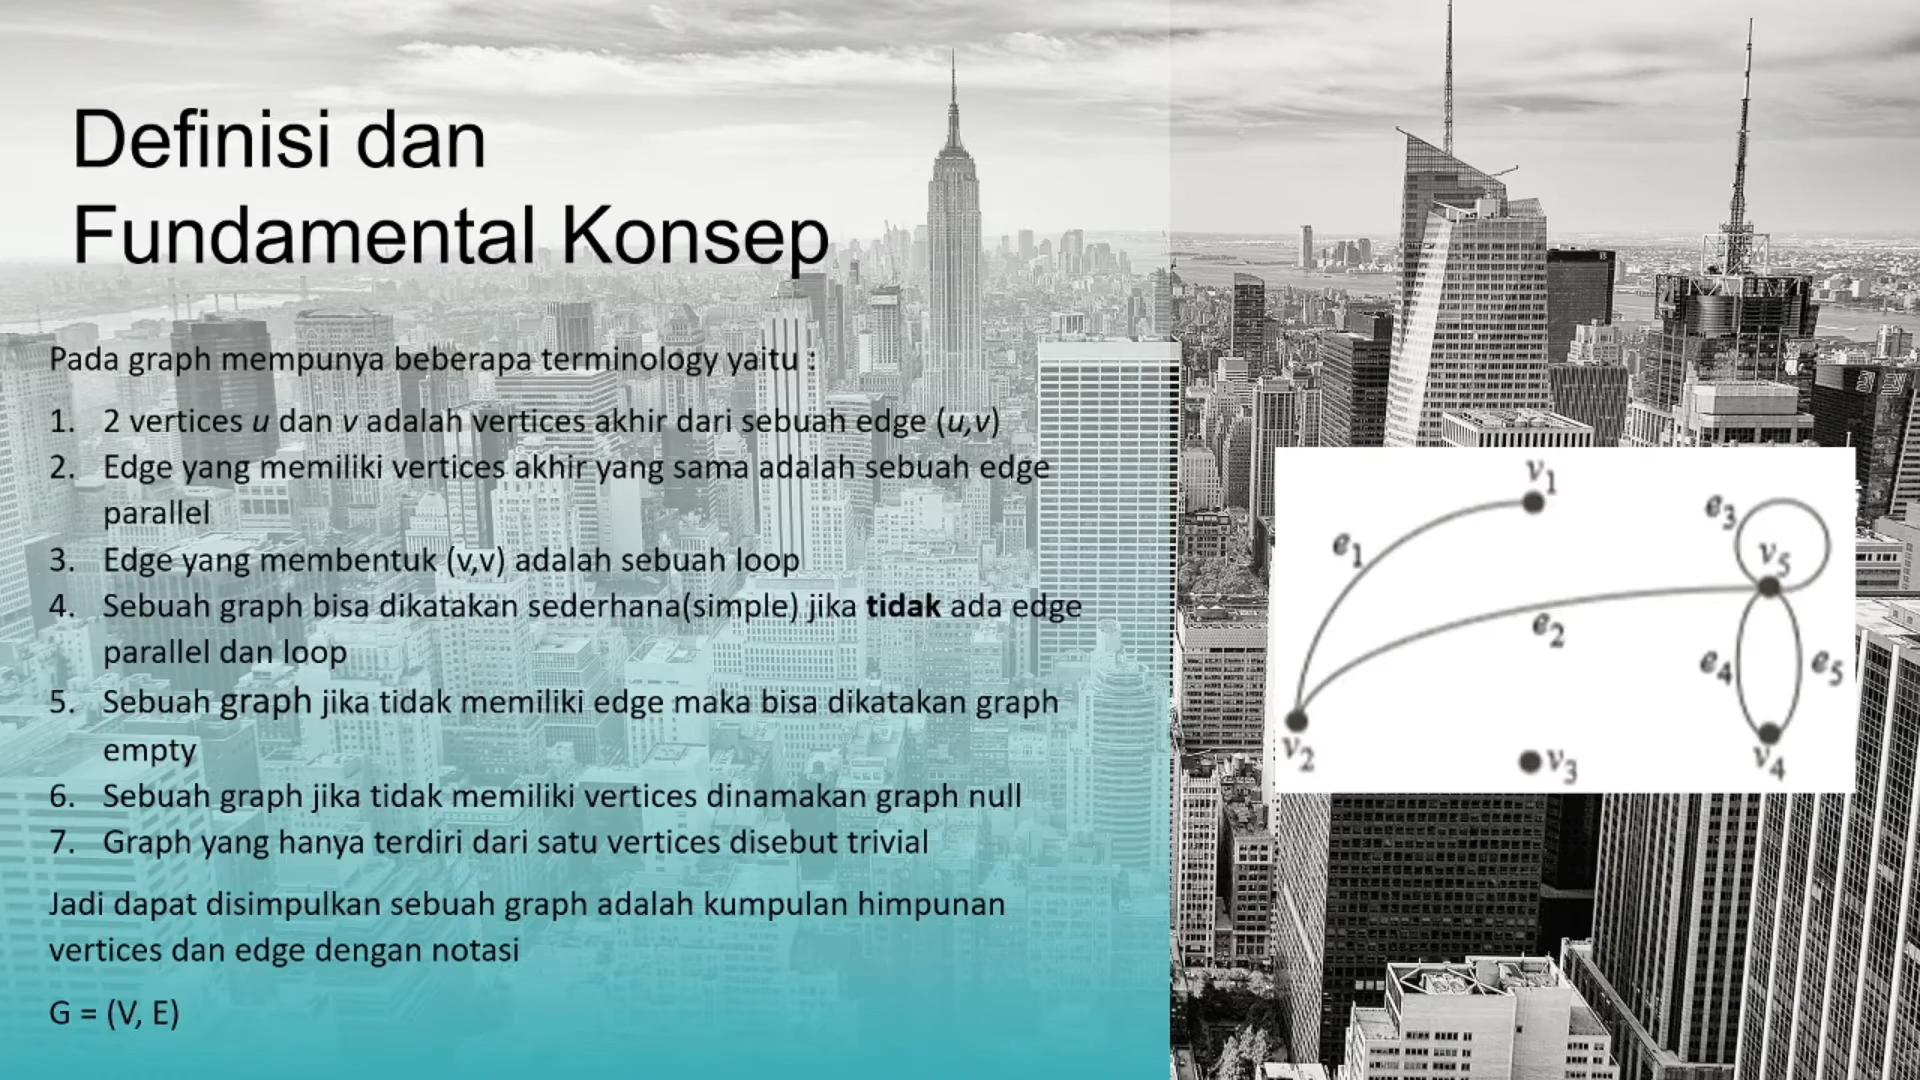 Definisi dan
Fundamental Konsep
Pada graph mempunya beberapa terminology yaitu :
1. 2 vertices u dan v adalah vertices akhir dari sebuah edge (u,v)
2. Edge yang memiliki vertices akhir yang sama adalah sebuah edge
parallel
3. Edge yang membentuk (v,v) adalah sebuah loop
4. Sebuah graph bisa dikatakan sederhana(simple) jika tidak ada edge
parallel dan loop
5. Sebuah graph jika tidak memiliki edge maka bisa dikatakan graph
empty
6. Sebuah graph jika tidak memiliki vertices dinamakan graph null
7. Graph yang hanya terdiri dari satu vertices disebut trivial
Jadi dapat disimpulkan sebuah graph adalah kumpulan himpunan
vertices dan edge dengan notasi
G = (V, E)
v1
e3
e1
v5
e2
e4
e5
v2
v3
v4